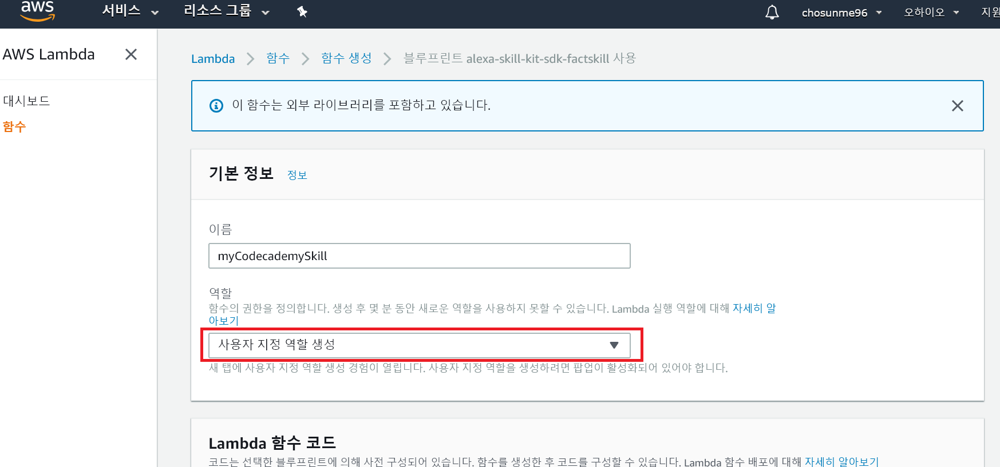 aws 서비스 리소스 그룹 chosunme96 오하이오 지원
AWS Lambda
대시보드
함수
Lambda 함수 함수 생성 블루프린트 alexa-skill-kit-sdk-factskill 사용
이 함수는 외부 라이브러리를 포함하고 있습니다.
기본 정보 정보
이름
myCodecademySkill
역할
함수의 권한을 정의합니다. 생성 후 몇 분 동안 새로운 역할을 사용하지 못할 수 있습니다. Lambda 실행 역할에 대해 자세히 알
아보기
사용자 지정 역할 생성
새 탭에 사용자 지정 역할 생성 경험이 열립니다. 사용자 지정 역할을 생성하려면 팝업이 활성화되어 있어야 합니다.
Lambda 함수 코드
코드는 선택한 블루프린트에 의해 사전 구성되어 있습니다. 함수를 생성한 후 코드를 구성할 수 있습니다. Lambda 함수 배포에 대해 자세히 알아보기